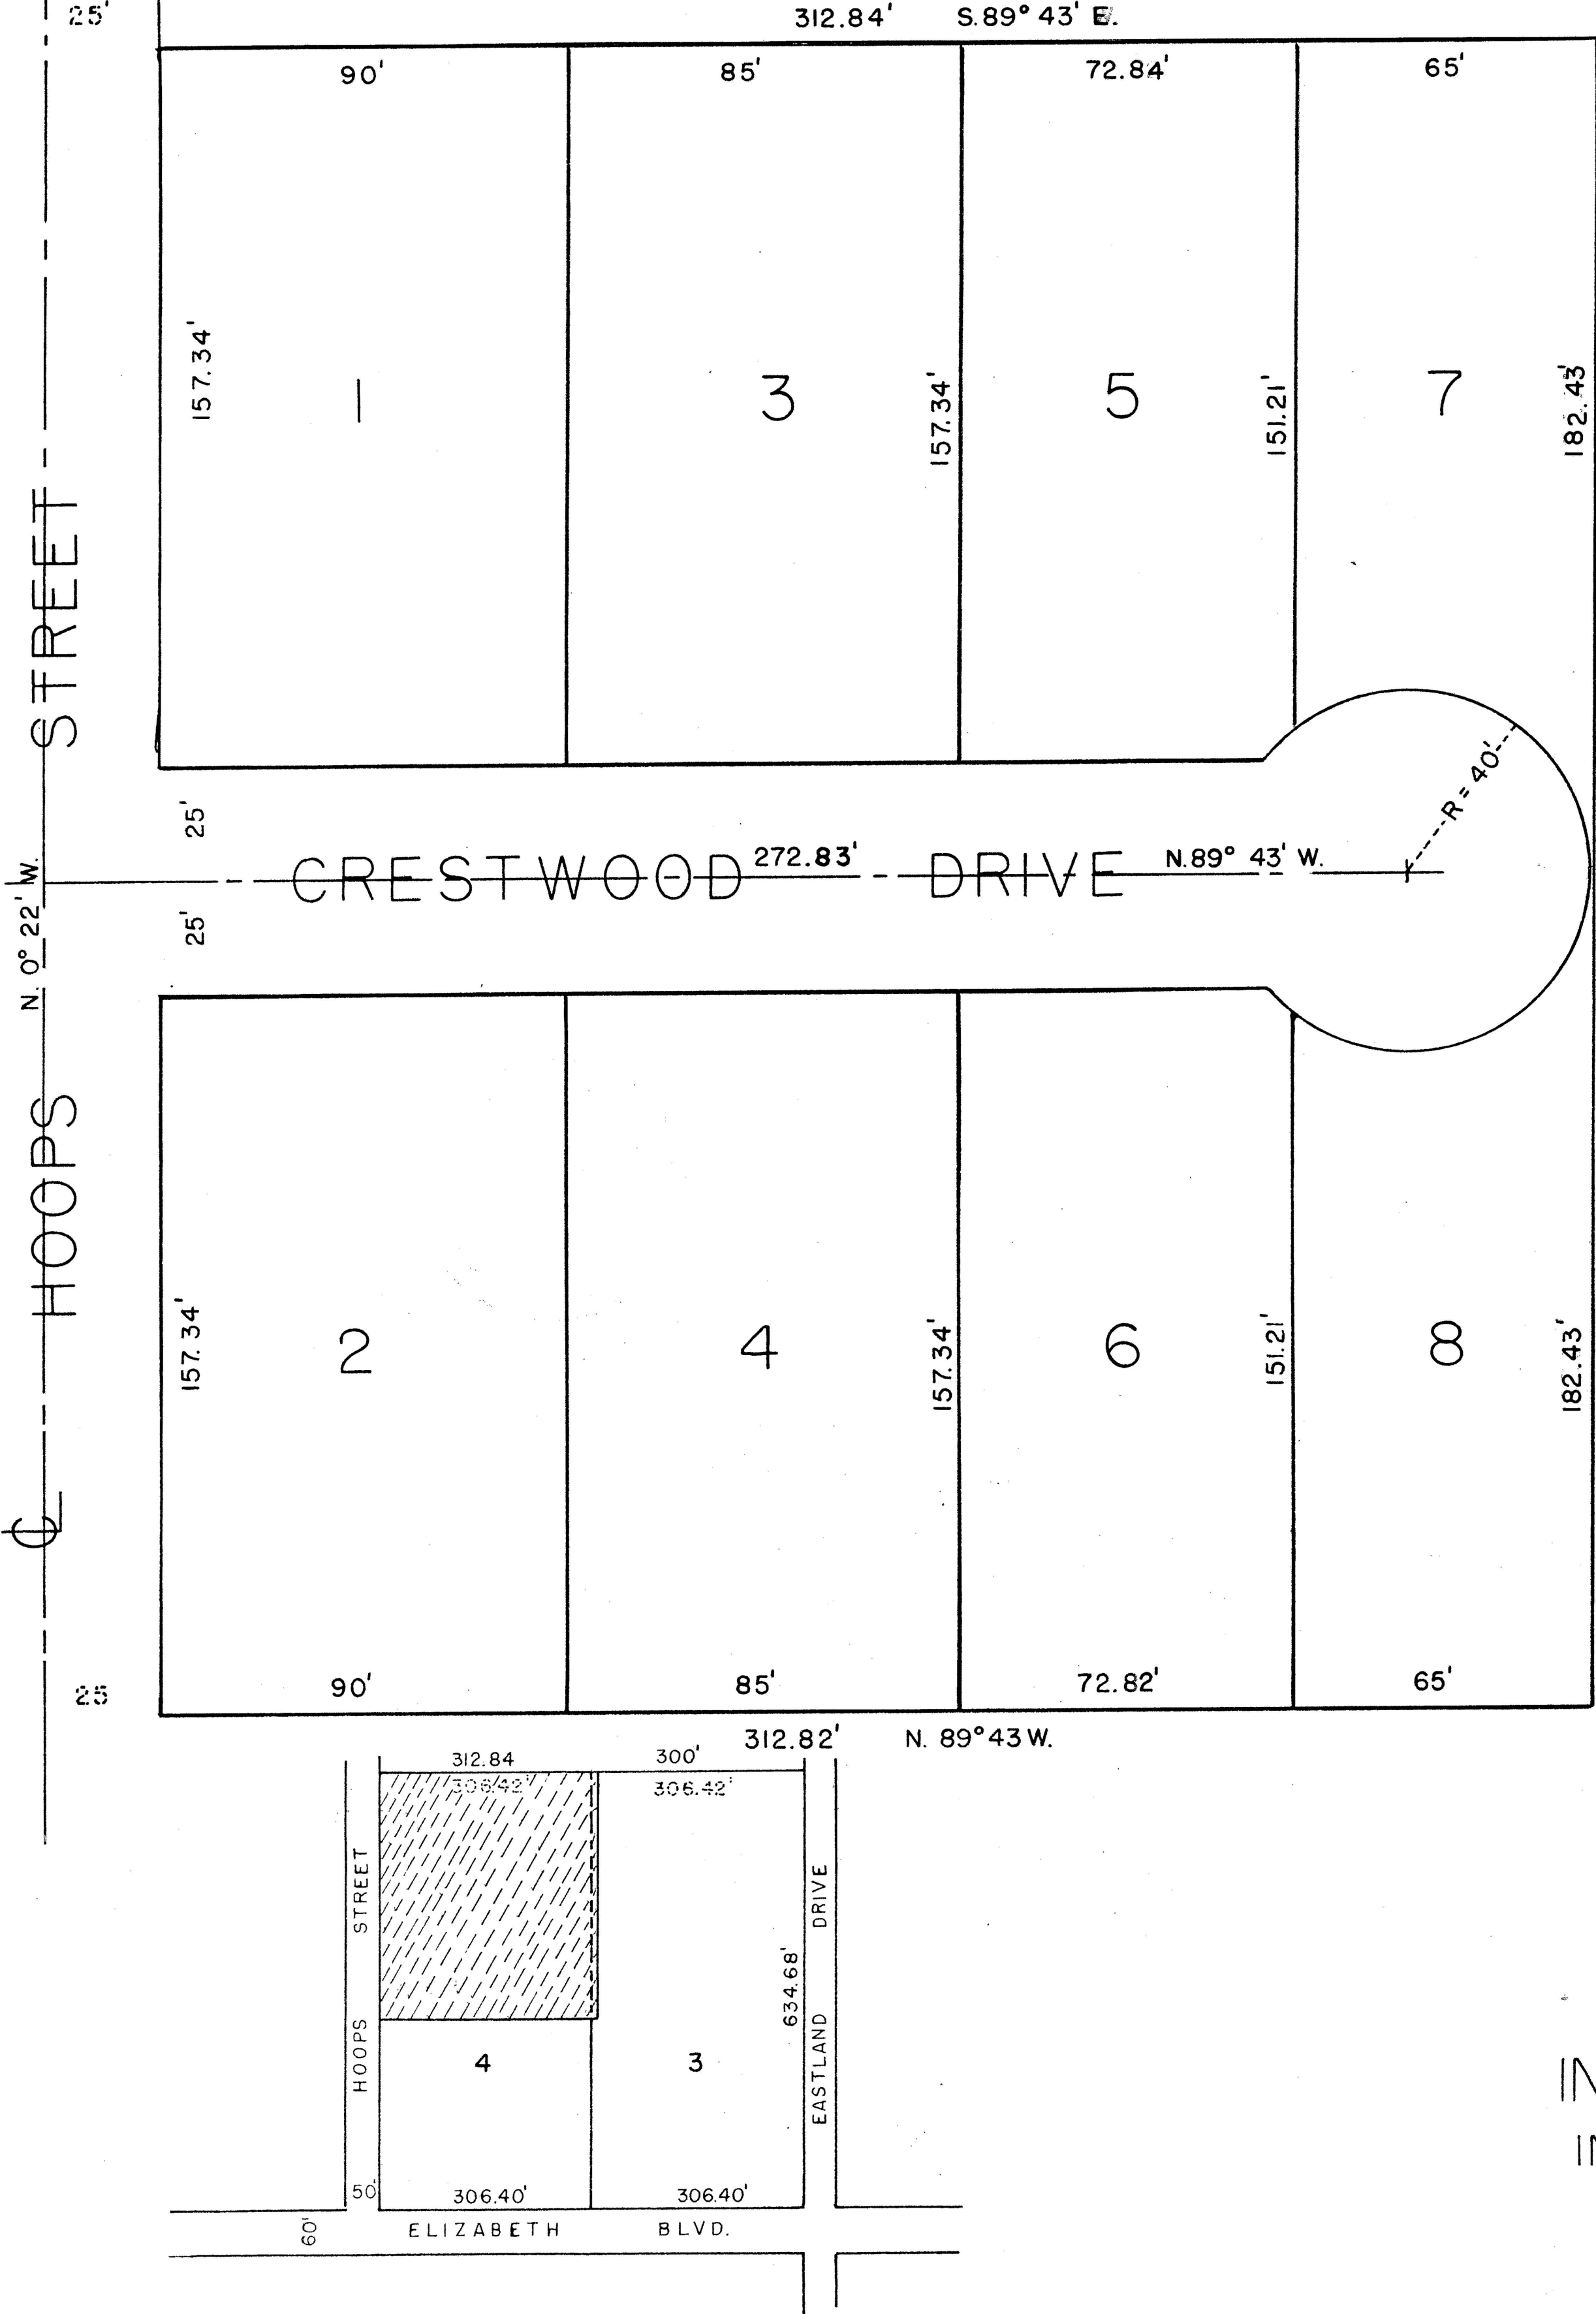 25' 312.84' S.89° 43' E.
90' 85' 72.84' 65'
157.34' 157.34' 151.21' 182.43'
1 3 5 7
HOOPS STREET
N. 0° 22' W.
R = 40'
25'
CRESTWOOD 272.83' DRIVE N.89° 43' W.
25'
157.34' 157.34' 151.21' 182.43'
2 4 6 8
℄
25 90' 85' 72.82' 65'
312.82' N. 89°43 W.
312.84 300'
306.42' 306.42'
HOOPS STREET
EASTLAND DRIVE
634.68'
4 3
50' 306.40' 306.40'
60' ELIZABETH BLVD.